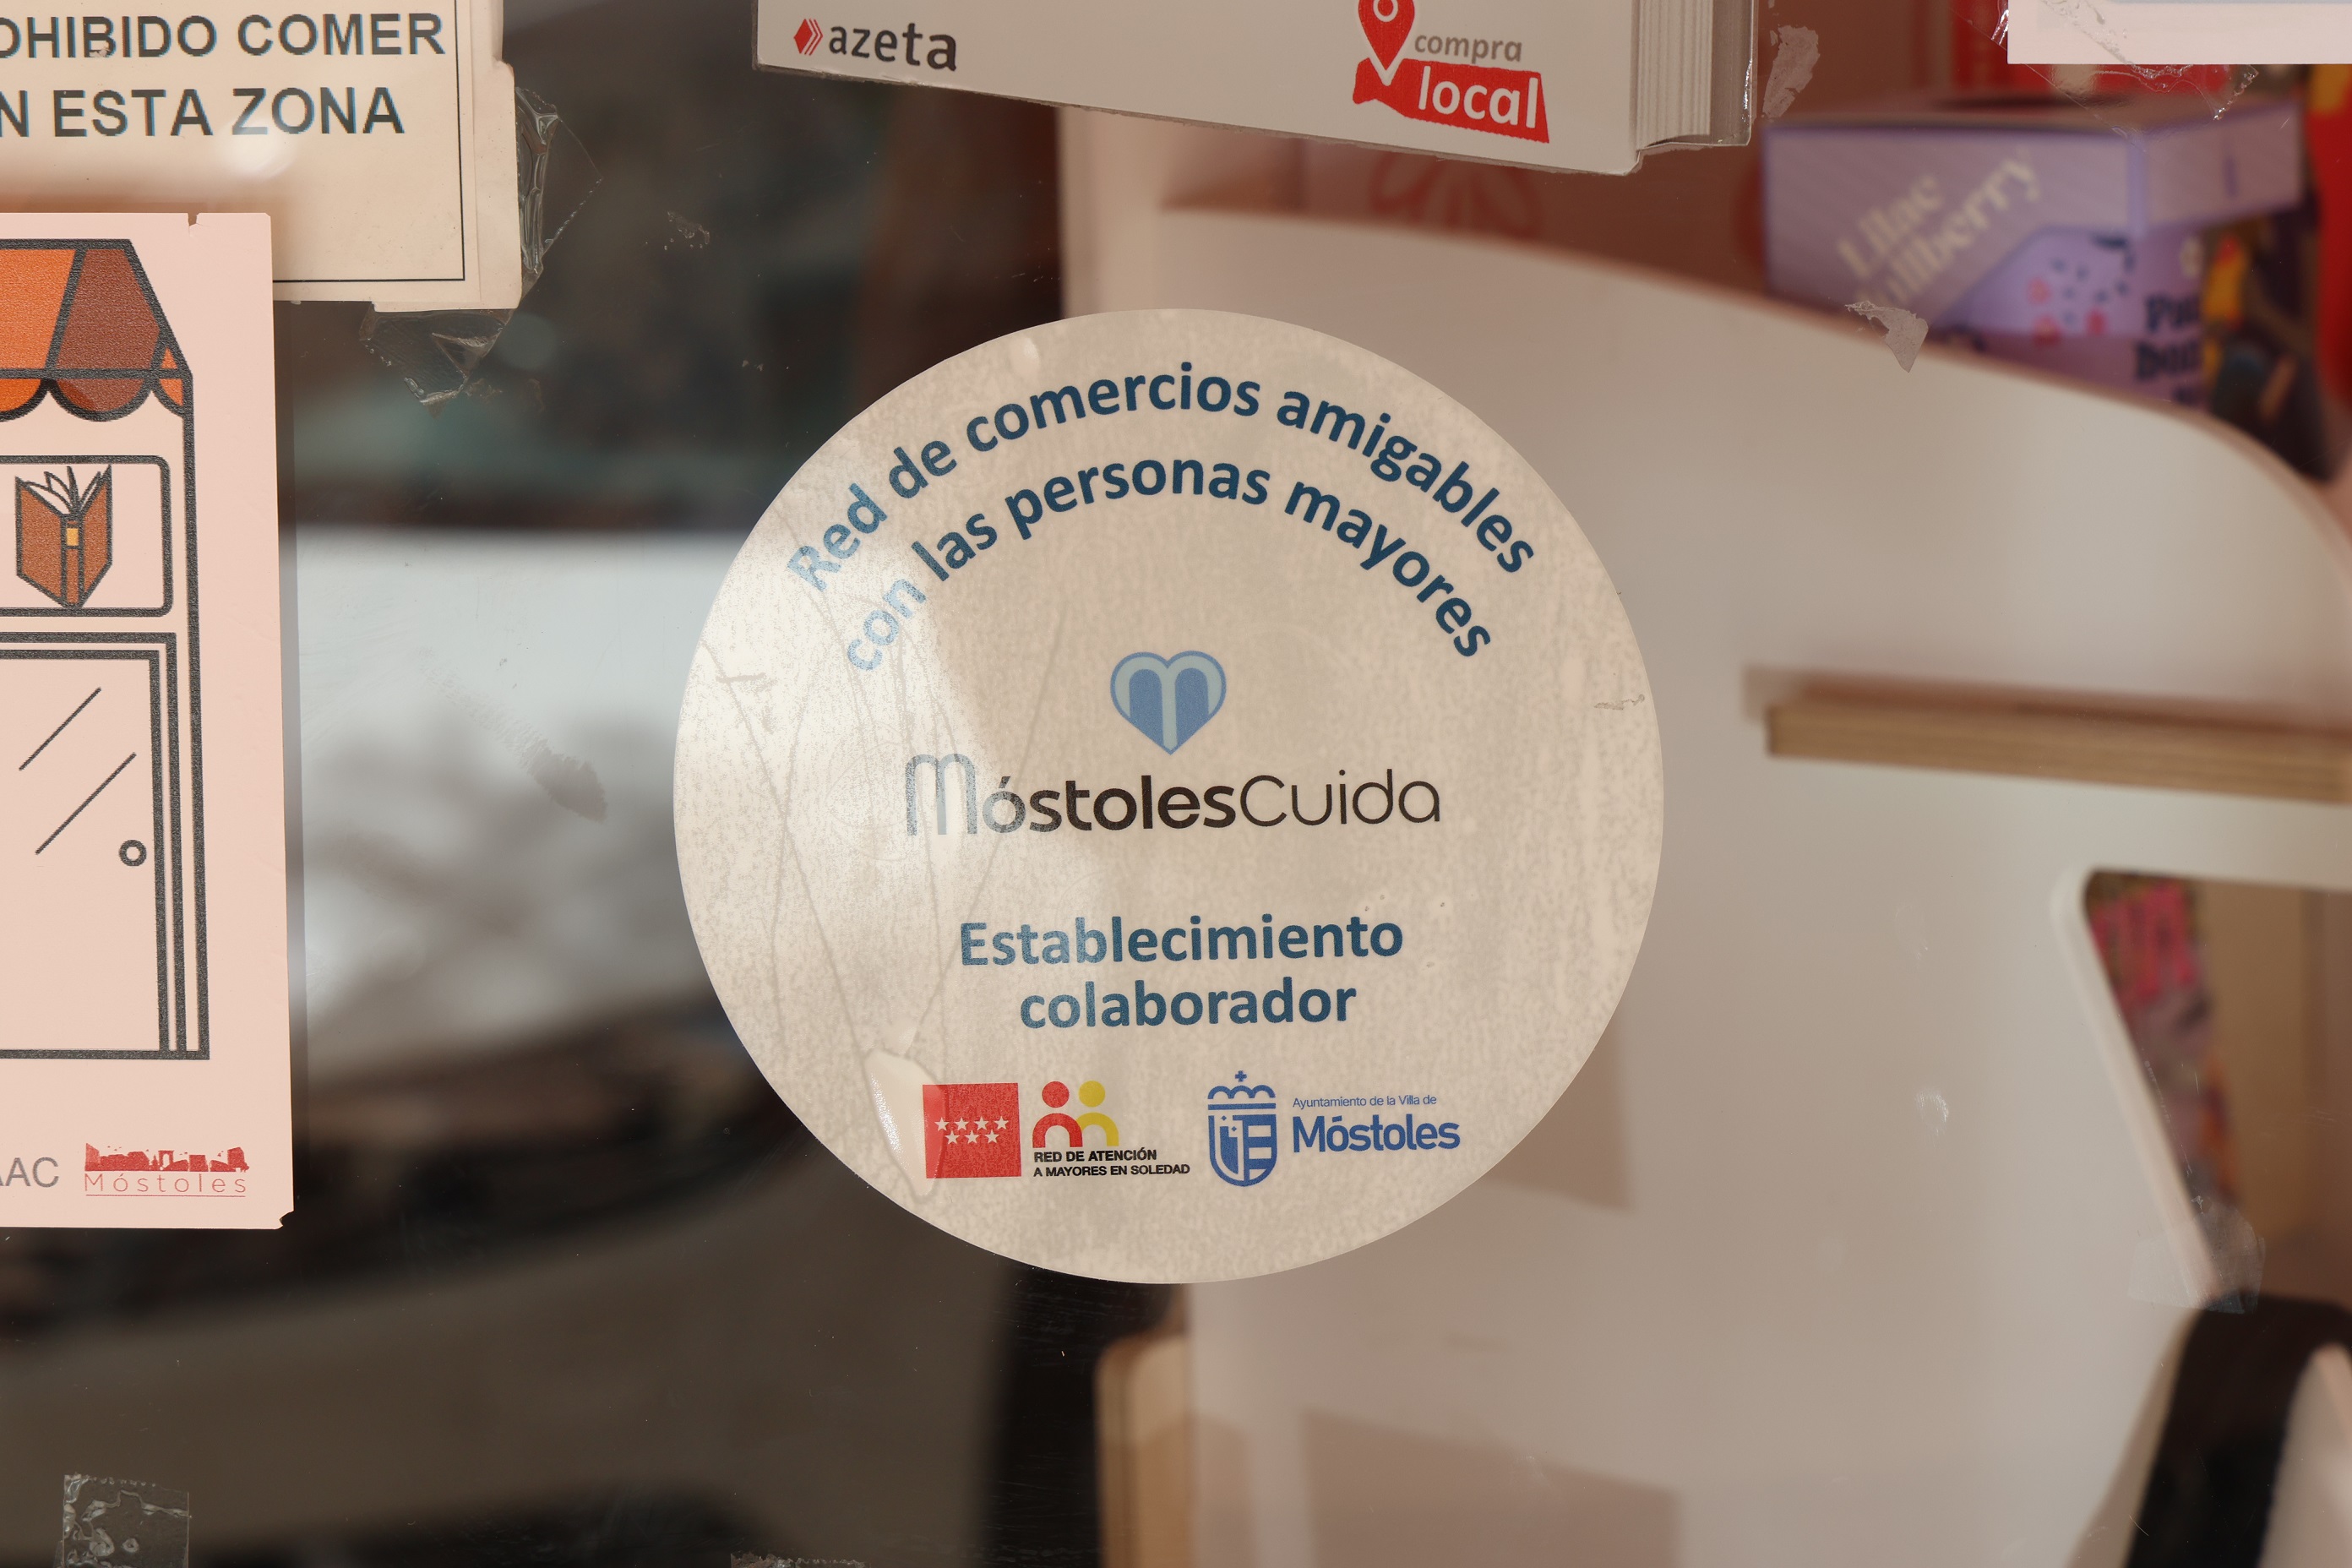 OHIBIDO COMER
N ESTA ZONA
azeta
compra
local
Lilac
Red de comercios amigables
con las personas mayores
MóstolesCuida
Establecimiento
colaborador
RED DE ATENCIÓN
A MAYORES EN SOLEDAD
Ayuntamiento de la Villa de
Móstoles
AAC
Móstoles